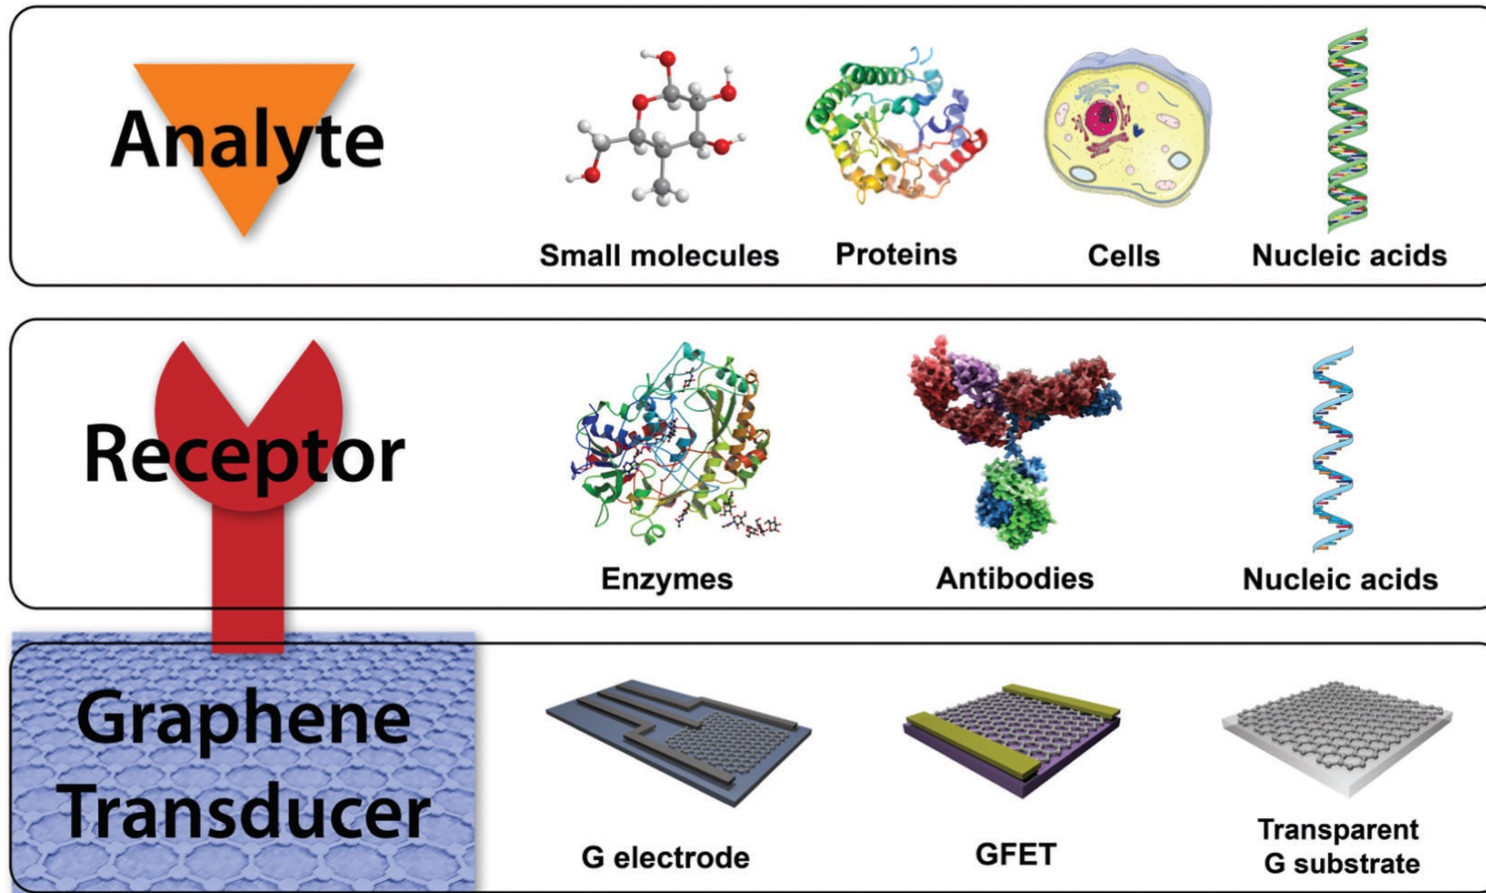 Analyte
Small molecules
Proteins
Cells
Nucleic acids
Receptor
Enzymes
Antibodies
Nucleic acids
Graphene
Transducer
G electrode
GFET
Transparent
G substrate